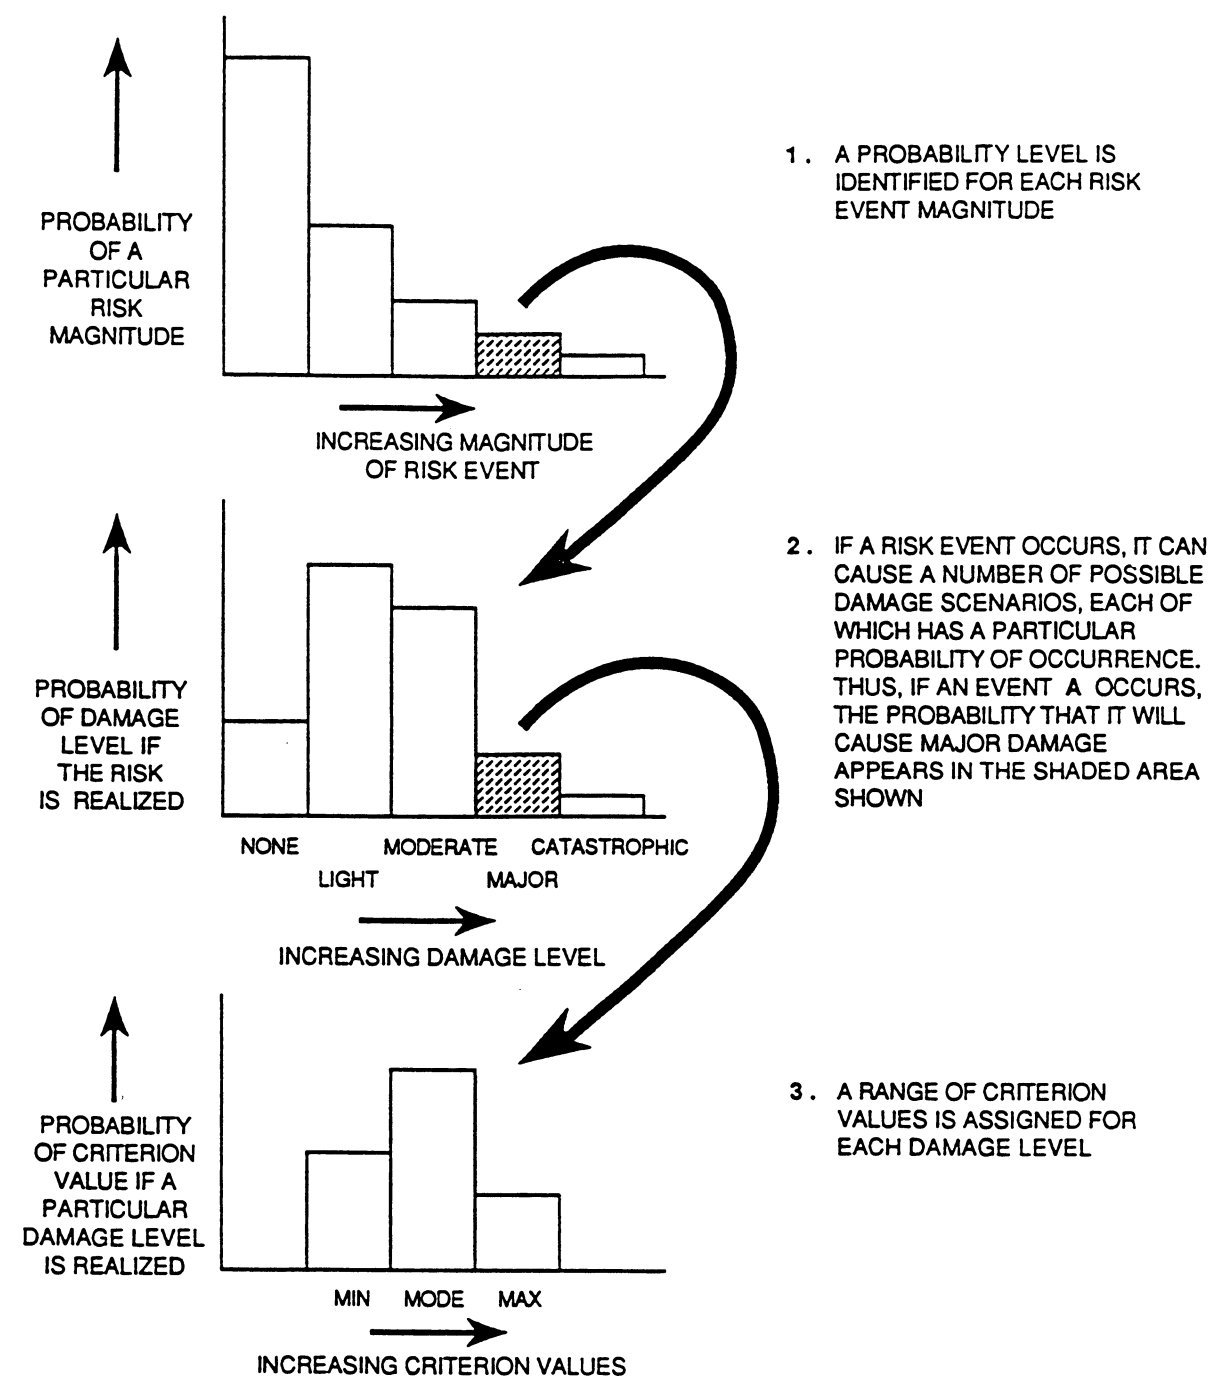 PROBABILITY
OF A
PARTICULAR
RISK
MAGNITUDE
INCREASING MAGNITUDE
OF RISK EVENT
1. A PROBABILITY LEVEL IS
IDENTIFIED FOR EACH RISK
EVENT MAGNITUDE
PROBABILITY
OF DAMAGE
LEVEL IF
THE RISK
IS REALIZED
NONE
LIGHT
MODERATE
MAJOR
CATASTROPHIC
INCREASING DAMAGE LEVEL
2. IF A RISK EVENT OCCURS, IT CAN
CAUSE A NUMBER OF POSSIBLE
DAMAGE SCENARIOS, EACH OF
WHICH HAS A PARTICULAR
PROBABILITY OF OCCURRENCE.
THUS, IF AN EVENT A OCCURS,
THE PROBABILITY THAT IT WILL
CAUSE MAJOR DAMAGE
APPEARS IN THE SHADED AREA
SHOWN
PROBABILITY
OF CRITERION
VALUE IF A
PARTICULAR
DAMAGE LEVEL
IS REALIZED
MIN MODE MAX
INCREASING CRITERION VALUES
3. A RANGE OF CRITERION
VALUES IS ASSIGNED FOR
EACH DAMAGE LEVEL